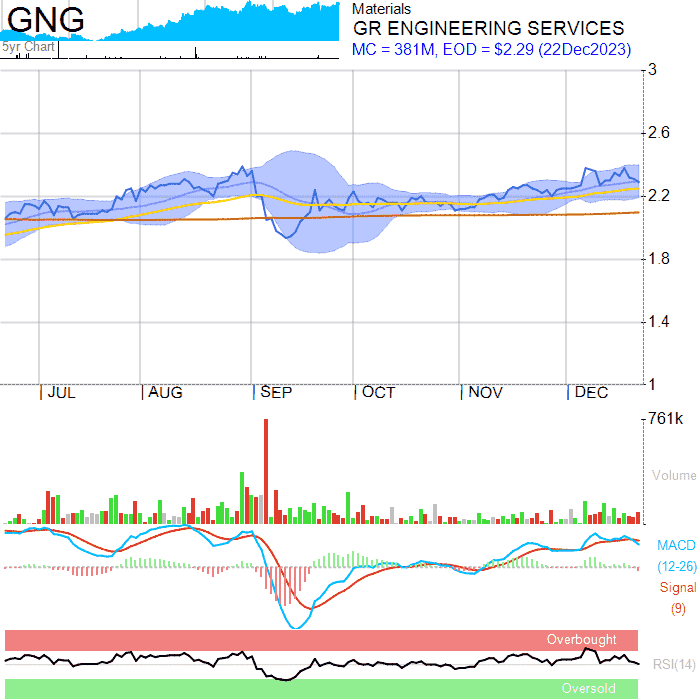 GNG
5yr Chart
Materials
GR ENGINEERING SERVICES
MC = 381M, EOD = $2.29 (22Dec2023)
3
2.6
2.2
1.8
1.4
1
JUL AUG SEP OCT NOV DEC
761k
Volume
MACD
(12-26)
Signal
(9)
Overbought
RSI(14)
Oversold